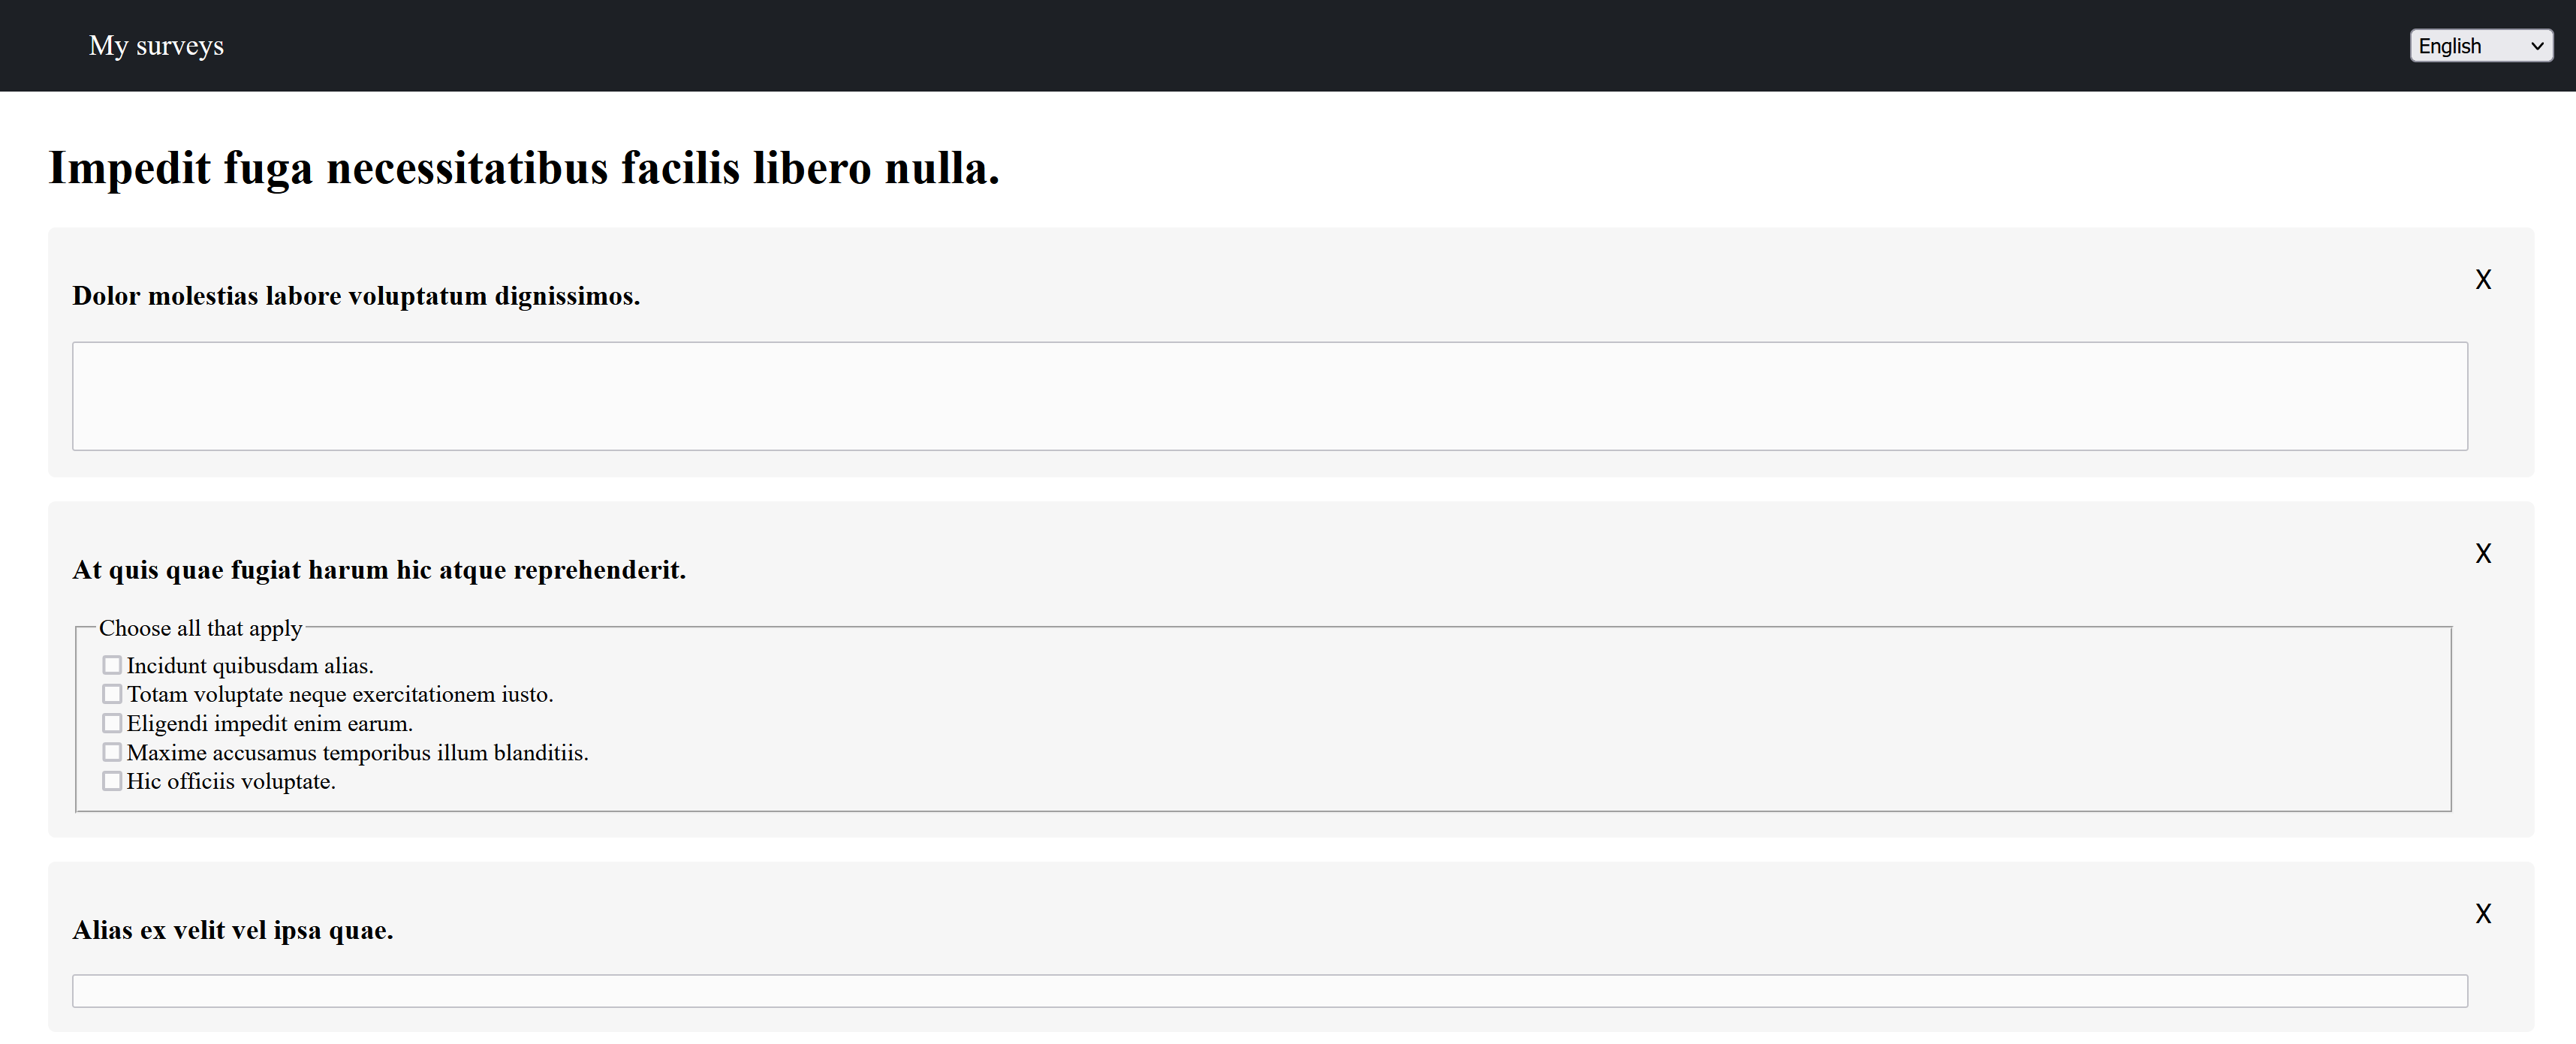 My surveys
English
Impedit fuga necessitatibus facilis libero nulla.
Dolor molestias labore voluptatum dignissimos.
X
At quis quae fugiat harum hic atque reprehenderit.
X
Choose all that apply
Incidunt quibusdam alias.
Totam voluptate neque exercitationem iusto.
Eligendi impedit enim earum.
Maxime accusamus temporibus illum blanditiis.
Hic officiis voluptate.
Alias ex velit vel ipsa quae.
X